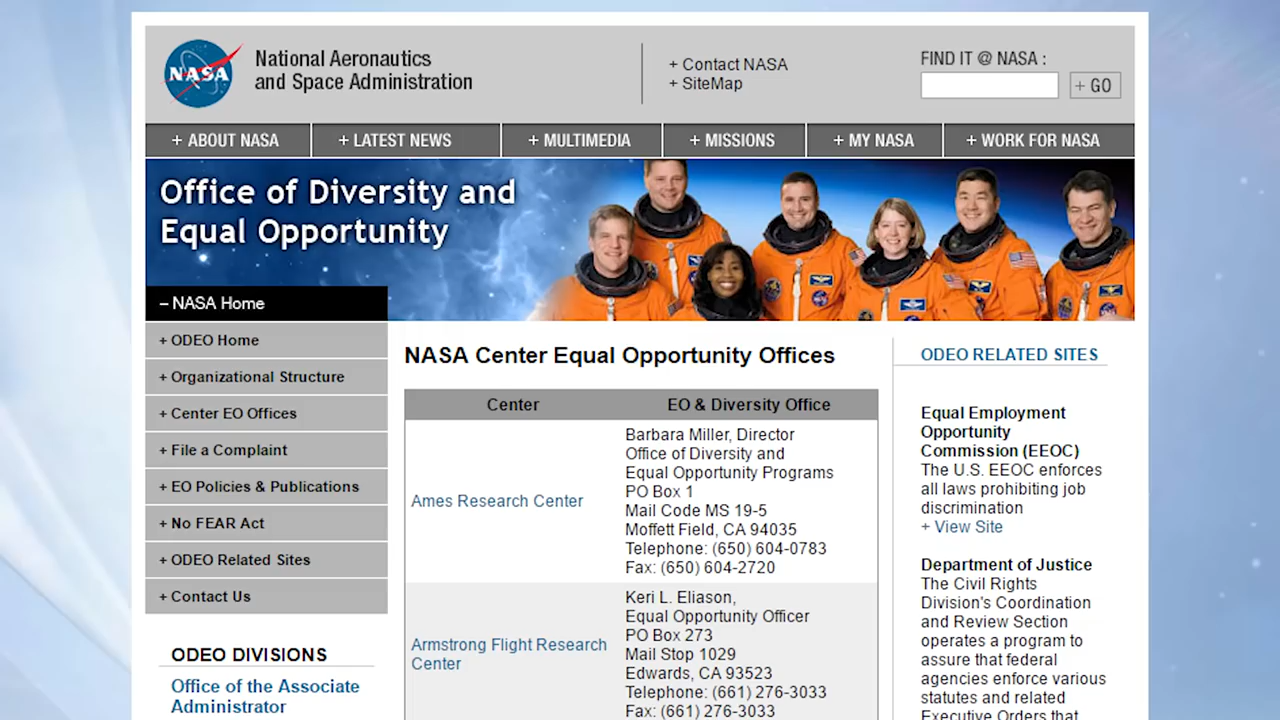 NASA
National Aeronautics
and Space Administration
+ Contact NASA
+ SiteMap
FIND IT @ NASA :
+ GO
+ ABOUT NASA
+ LATEST NEWS
+ MULTIMEDIA
+ MISSIONS
+ MY NASA
+ WORK FOR NASA
Office of Diversity and
Equal Opportunity
– NASA Home
+ ODEO Home
+ Organizational Structure
+ Center EO Offices
+ File a Complaint
+ EO Policies & Publications
+ No FEAR Act
+ ODEO Related Sites
+ Contact Us
ODEO DIVISIONS
Office of the Associate
Administrator
NASA Center Equal Opportunity Offices
Center
EO & Diversity Office
Ames Research Center
Barbara Miller, Director
Office of Diversity and
Equal Opportunity Programs
PO Box 1
Mail Code MS 19-5
Moffett Field, CA 94035
Telephone: (650) 604-0783
Fax: (650) 604-2720
Armstrong Flight Research
Center
Keri L. Eliason,
Equal Opportunity Officer
PO Box 273
Mail Stop 1029
Edwards, CA 93523
Telephone: (661) 276-3033
Fax: (661) 276-3033
ODEO RELATED SITES
Equal Employment
Opportunity
Commission (EEOC)
The U.S. EEOC enforces
all laws prohibiting job
discrimination
+ View Site
Department of Justice
The Civil Rights
Division's Coordination
and Review Section
operates a program to
assure that federal
agencies enforce various
statutes and related
Executive Orders that